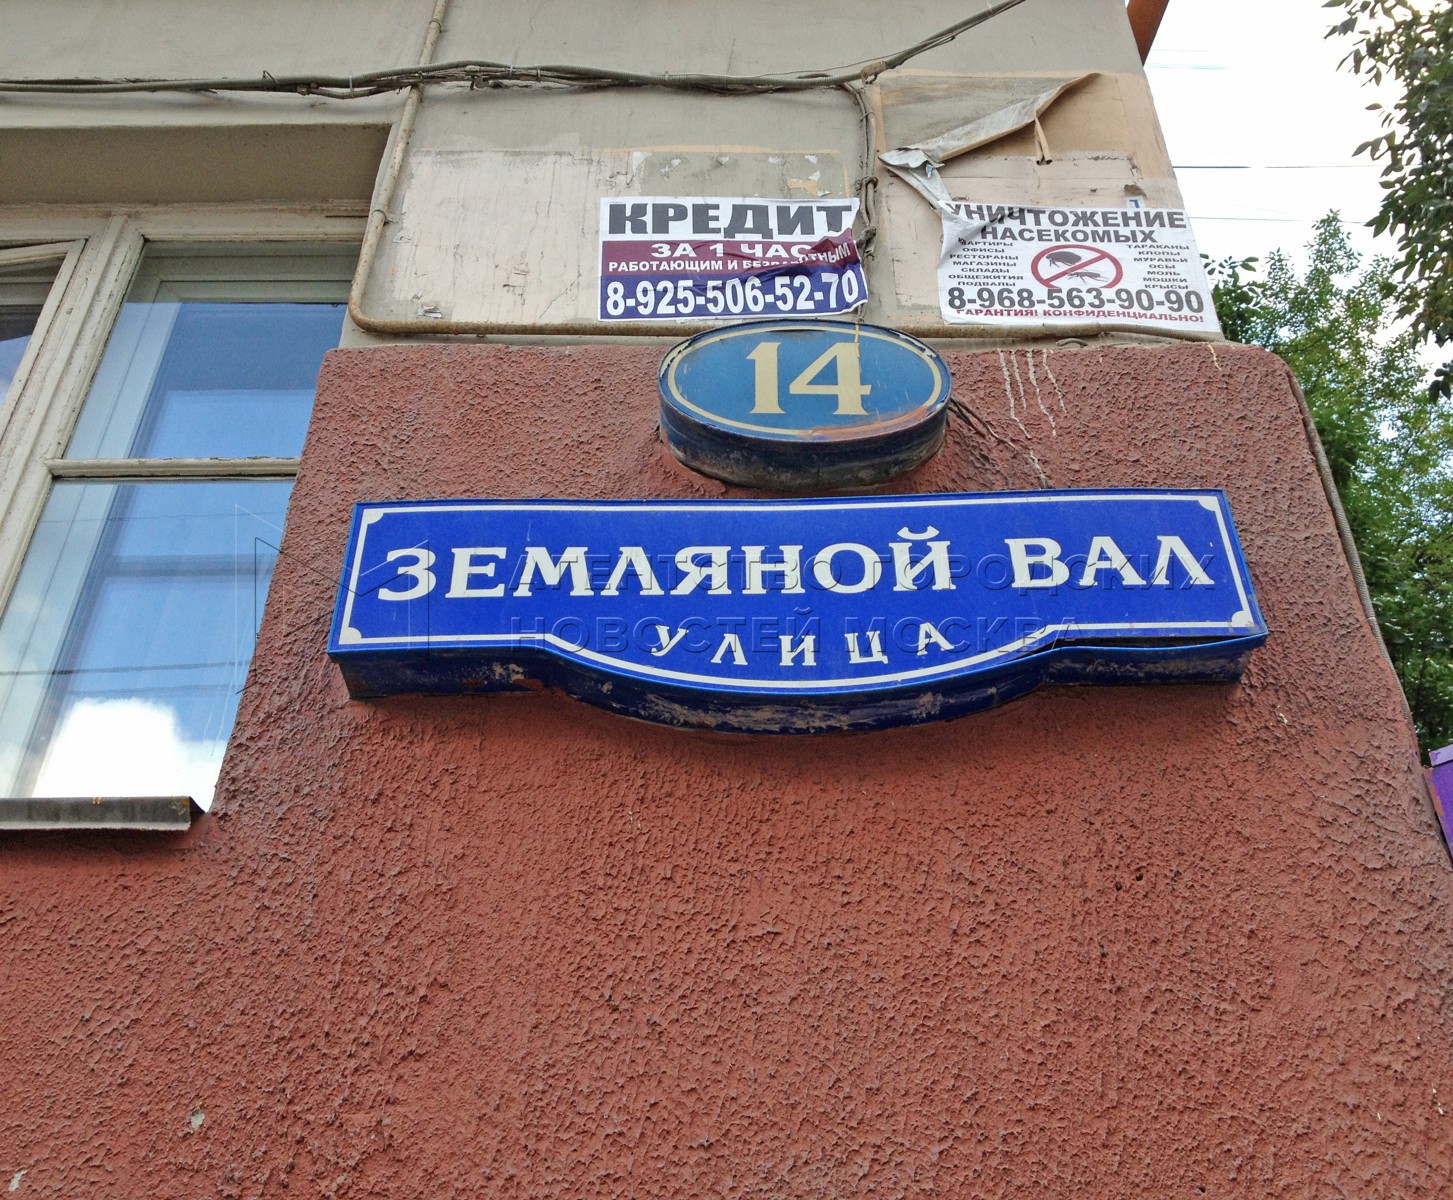 КРЕДИТ
ЗА 1 ЧАС
РАБОТАЮЩИМ И БЕЗРАБОТНЫМ
8-925-506-52-70
УНИЧТОЖЕНИЕ
НАСЕКОМЫХ
КВАРТИРЫ
ОФИСЫ
РЕСТОРАНЫ
МАГАЗИНЫ
СКЛАДЫ
ОБЩЕЖИТИЯ
ПОДВАЛЫ
ТАРАКАНЫ
КЛОПЫ
МУРАВЬИ
ОСЫ
МОЛЬ
МОШКИ
КРЫСЫ
8-968-563-90-90
ГАРАНТИЯ! КОНФИДЕНЦИАЛЬНО!
14
ЗЕМЛЯНОЙ ВАЛ
УЛИЦА
АГЕНТСТВО ГОРОДСКИХ
НОВОСТЕЙ МОСКВА